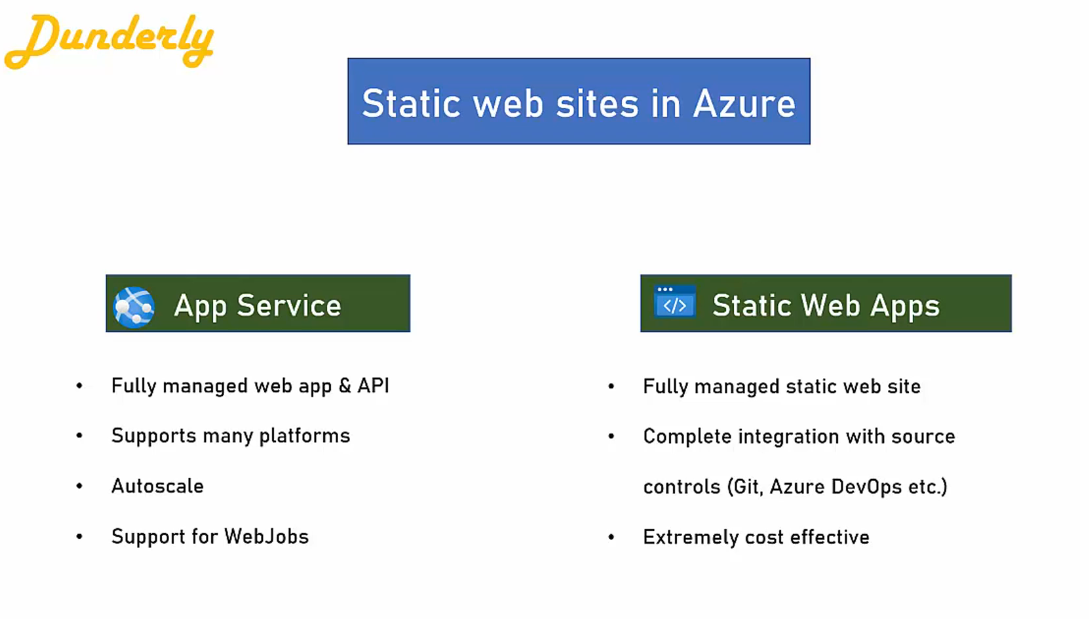 Dunderly
Static web sites in Azure
App Service
• Fully managed web app & API
• Supports many platforms
• Autoscale
• Support for WebJobs
Static Web Apps
• Fully managed static web site
• Complete integration with source
controls (Git, Azure DevOps etc.)
• Extremely cost effective